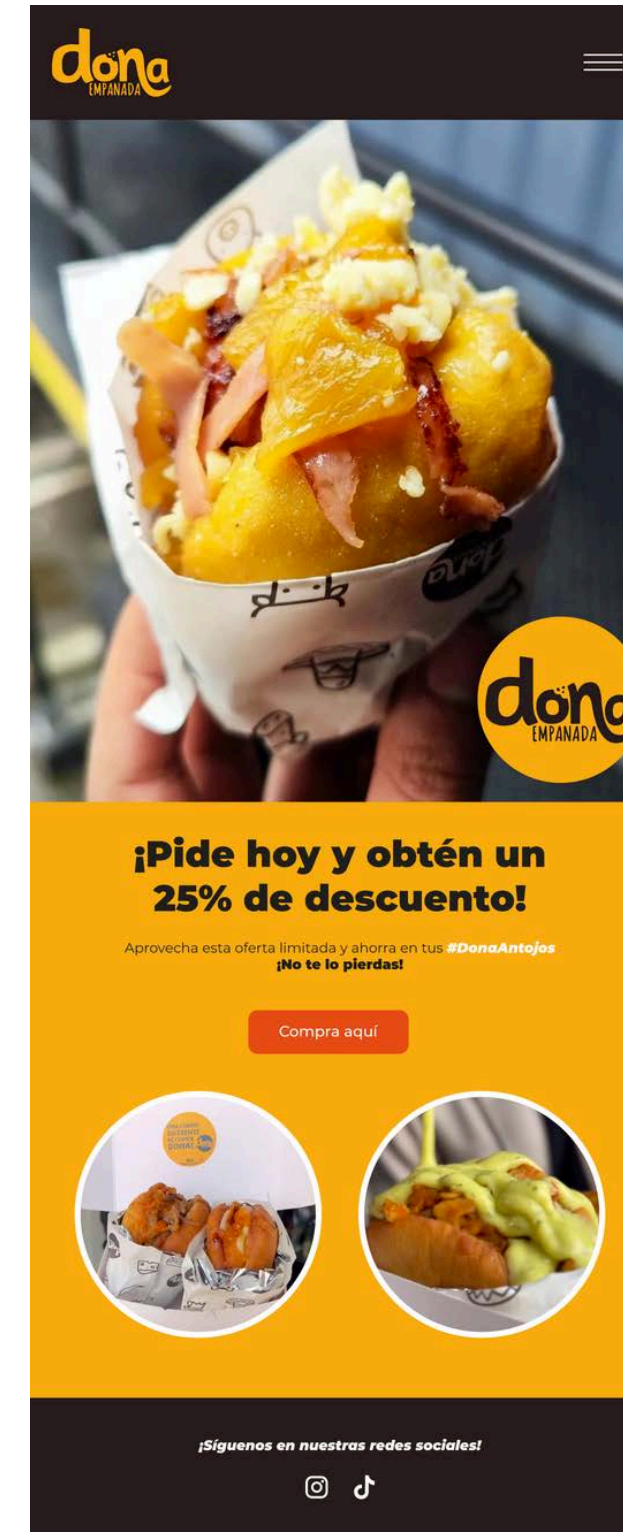 dona
EMPANADA
dona
EMPANADA
¡Pide hoy y obtén un
25% de descuento!
Aprovecha esta oferta limitada y ahorra en tus #DonaAntojos
¡No te lo pierdas!
Compra aquí
¡Síguenos en nuestras redes sociales!